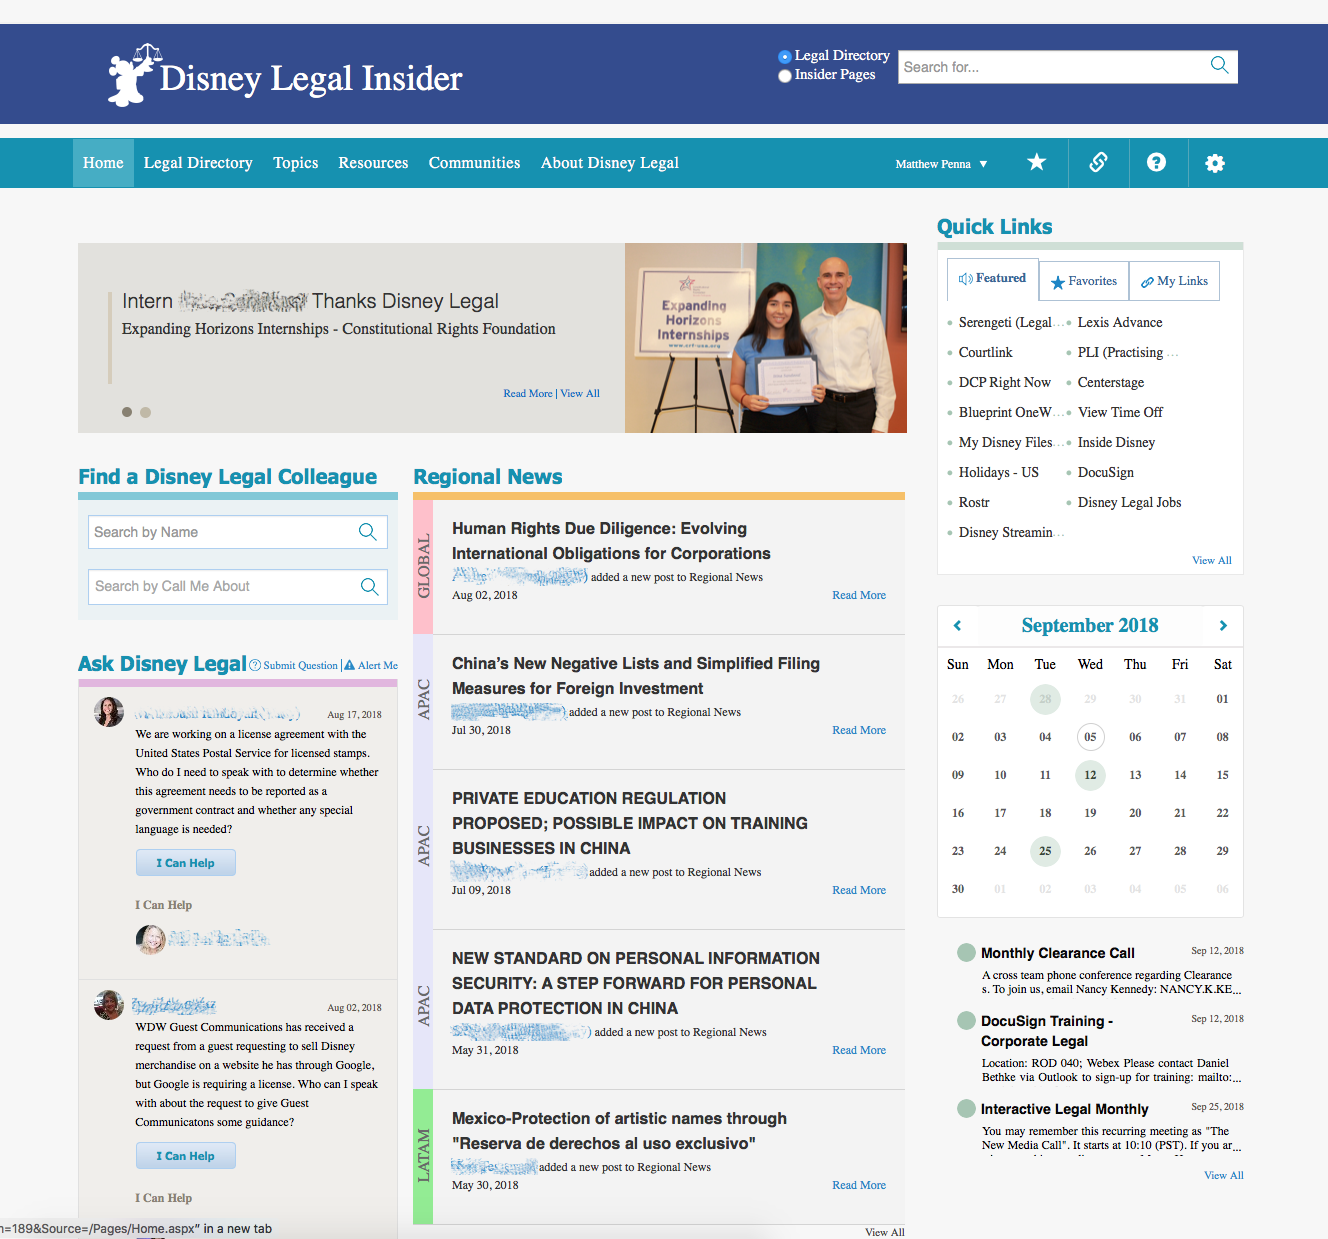 Disney Legal Insider
Legal Directory
Insider Pages
Search for...
Home Legal Directory Topics Resources Communities About Disney Legal
Matthew Penna
Intern Thanks Disney Legal
Expanding Horizons Internships - Constitutional Rights Foundation
Read More | View All
Expanding
Horizons
Internships
www.crf-usa.org
Find a Disney Legal Colleague
Search by Name
Search by Call Me About
Ask Disney Legal Submit Question | Alert Me
Aug 17, 2018
We are working on a license agreement with the
United States Postal Service for licensed stamps.
Who do I need to speak with to determine whether
this agreement needs to be reported as a
government contract and whether any special
language is needed?
I Can Help
I Can Help
Aug 02, 2018
WDW Guest Communications has received a
request from a guest requesting to sell Disney
merchandise on a website he has through Google,
but Google is requiring a license. Who can I speak
with about the request to give Guest
Communicatons some guidance?
I Can Help
I Can Help
n=189&Source=/Pages/Home.aspx" in a new tab
Regional News
GLOBAL
Human Rights Due Diligence: Evolving
International Obligations for Corporations
added a new post to Regional News
Aug 02, 2018 Read More
APAC
China's New Negative Lists and Simplified Filing
Measures for Foreign Investment
added a new post to Regional News
Jul 30, 2018 Read More
APAC
PRIVATE EDUCATION REGULATION
PROPOSED; POSSIBLE IMPACT ON TRAINING
BUSINESSES IN CHINA
added a new post to Regional News
Jul 09, 2018 Read More
APAC
NEW STANDARD ON PERSONAL INFORMATION
SECURITY: A STEP FORWARD FOR PERSONAL
DATA PROTECTION IN CHINA
) added a new post to Regional News
May 31, 2018 Read More
LATAM
Mexico-Protection of artistic names through
"Reserva de derechos al uso exclusivo"
added a new post to Regional News
May 30, 2018 Read More
View All
Quick Links
Featured Favorites My Links
Serengeti (Legal... Lexis Advance
Courtlink PLI (Practising ...
DCP Right Now Centerstage
Blueprint OneW... View Time Off
My Disney Files... Inside Disney
Holidays - US DocuSign
Rostr Disney Legal Jobs
Disney Streamin...
View All
September 2018
Sun Mon Tue Wed Thu Fri Sat
26 27 28 29 30 31 01
02 03 04 05 06 07 08
09 10 11 12 13 14 15
16 17 18 19 20 21 22
23 24 25 26 27 28 29
30 01 02 03 04 05 06
Monthly Clearance Call Sep 12, 2018
A cross team phone conference regarding Clearance
s. To join us, email Nancy Kennedy: NANCY.K.KE...
DocuSign Training - Sep 12, 2018
Corporate Legal
Location: ROD 040; Webex Please contact Daniel
Bethke via Outlook to sign-up for training: mailto:...
Interactive Legal Monthly Sep 25, 2018
You may remember this recurring meeting as "The
New Media Call". It starts at 10:10 (PST). If you ar...
View All